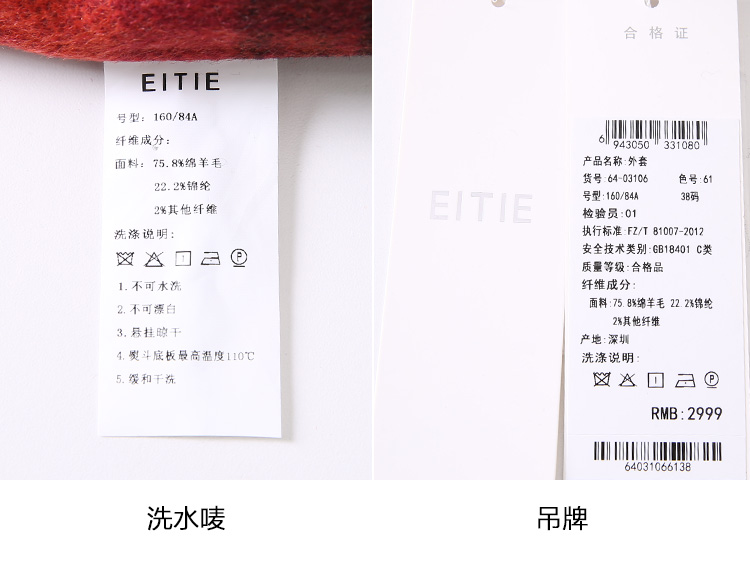 EITIE
号型：160/84A
纤维成分：
面料：75.8%绵羊毛
22.2%锦纶
2%其他纤维
洗涤说明：
1.不可水洗
2.不可漂白
3.悬挂晾干
4.熨斗底板最高温度110℃
5.缓和干洗
洗水唛
合格证
EITIE
6 943050 331080
产品名称:外套
货号:64-03106 色号:61
号型:160/84A 38码
检验员:01
执行标准:FZ/T 81007-2012
安全技术类别:GB18401 C类
质量等级:合格品
纤维成分:
面料:75.8%绵羊毛 22.2%锦纶
2%其他纤维
产地:深圳
洗涤说明:
RMB:2999
64031066138
吊牌